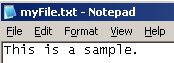 myFile.txt - Notepad
File Edit Format View Help
This is a sample.